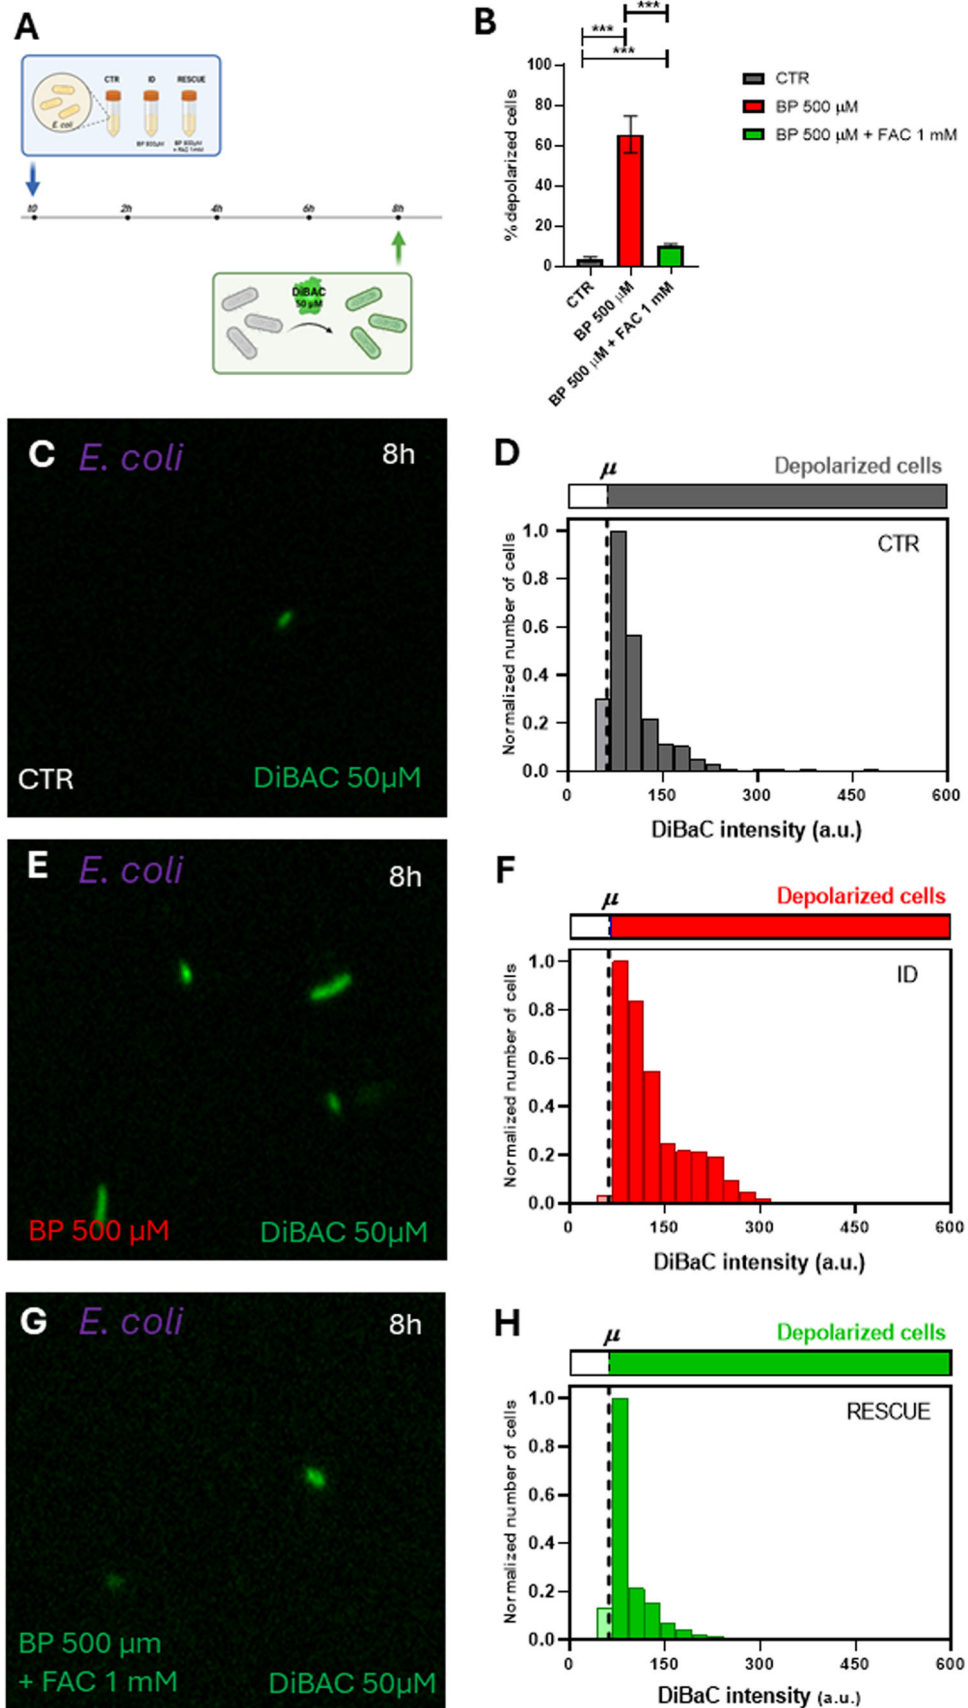 A
CTR ID RESCUE
E. coli
BP 500µM
BP 500µM
+ FAC 1mM
t0 2h 4h 6h 8h
DiBAC
50 µM
B
***
*** 
***
% depolarized cells
100
80
60
40
20
0
CTR
BP 500 µM
BP 500 µM + FAC 1 mM
CTR
BP 500 µM
BP 500 µM + FAC 1 mM
C E. coli 8h
CTR DiBAC 50µM
D
µ Depolarized cells
CTR
Normalized number of cells
1.0
0.8
0.6
0.4
0.2
0.0
0 150 300 450 600
DiBaC intensity (a.u.)
E E. coli 8h
BP 500 µM DiBAC 50µM
F
µ Depolarized cells
ID
Normalized number of cells
1.0
0.8
0.6
0.4
0.2
0.0
0 150 300 450 600
DiBaC intensity (a.u.)
G E. coli 8h
BP 500 µm
+ FAC 1 mM DiBAC 50µM
H
µ Depolarized cells
RESCUE
Normalized number of cells
1.0
0.8
0.6
0.4
0.2
0.0
0 150 300 450 600
DiBaC intensity (a.u.)